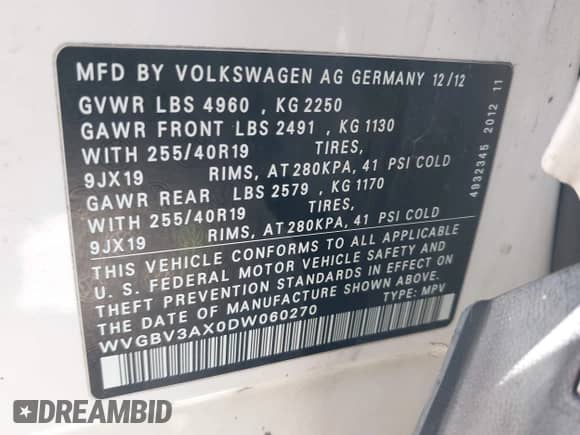 MFD BY VOLKSWAGEN AG GERMANY 12/12
GVWR LBS 4960 , KG 2250
GAWR FRONT LBS 2491 , KG 1130
WITH 255/40R19 TIRES,
9JX19 RIMS, AT 280KPA, 41 PSI COLD
GAWR REAR LBS 2579 , KG 1170
WITH 255/40R19 TIRES,
9JX19 RIMS, AT 280KPA, 41 PSI COLD
THIS VEHICLE CONFORMS TO ALL APPLICABLE
U. S. FEDERAL MOTOR VEHICLE SAFETY AND
THEFT PREVENTION STANDARDS IN EFFECT ON
THE DATE OF MANUFACTURE SHOWN ABOVE.
WVGBV3AX0DW060270 TYPE: MPV
4932345 2012 11
DREAMBID